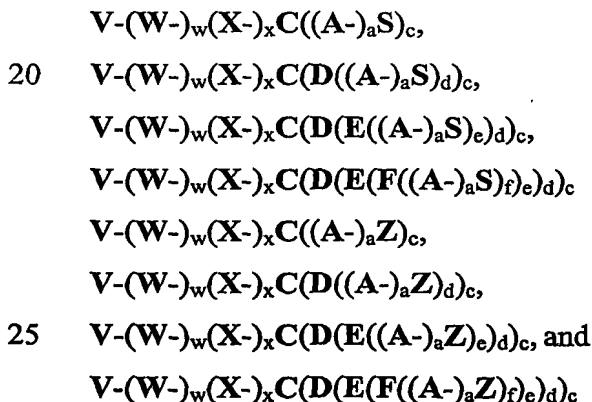 V-(W-)w(X-)xC((A-)aS)c,
20 V-(W-)w(X-)xC(D((A-)aS)d)c,
V-(W-)w(X-)xC(D(E((A-)aS)e)d)c,
V-(W-)w(X-)xC(D(E(F((A-)aS)f)e)d)c
V-(W-)w(X-)xC((A-)aZ)c,
V-(W-)w(X-)xC(D((A-)aZ)d)c,
25 V-(W-)w(X-)xC(D(E((A-)aZ)e)d)c, and
V-(W-)w(X-)xC(D(E(F((A-)aZ)f)e)d)c